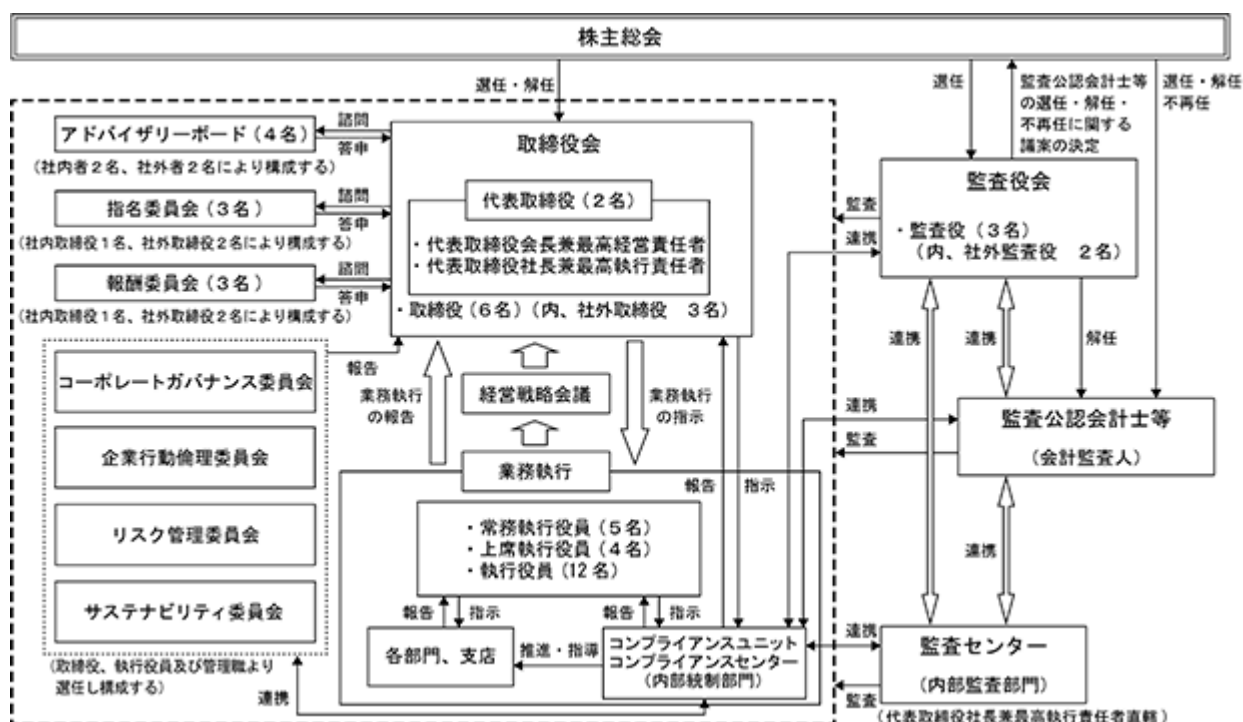 株主総会
選任・解任
選任
監査公認会計士等
の選任・解任・
不再任に関する
議案の決定
選任・解任
不再任
アドバイザリーボード(4名)
諮問
答申
(社内者2名、社外者2名により構成する)
指名委員会(3名)
諮問
答申
(社内取締役1名、社外取締役2名により構成する)
報酬委員会(3名)
諮問
答申
(社内取締役1名、社外取締役2名により構成する)
取締役会
代表取締役(2名)
・代表取締役会長兼最高経営責任者
・代表取締役社長兼最高執行責任者
・取締役(6名)(内、社外取締役 3名)
監査役会
・監査役(3名)
(内、社外監査役 2名)
監査
連携
連携
連携
解任
報告
コーポレートガバナンス委員会
企業行動倫理委員会
リスク管理委員会
サステナビリティ委員会
(取締役、執行役員及び管理職より
選任し構成する)
連携
業務執行
の報告
経営戦略会議
業務執行
の指示
業務執行
報告
指示
連携
監査
監査公認会計士等
(会計監査人)
・常務執行役員(5名)
・上席執行役員(4名)
・執行役員(12名)
報告
指示
報告
指示
各部門、支店
推進・指導
コンプライアンスユニット
コンプライアンスセンター
(内部統制部門)
連携
連携
監査
監査センター
(内部監査部門)
(代表取締役社長兼最高執行責任者直轄)